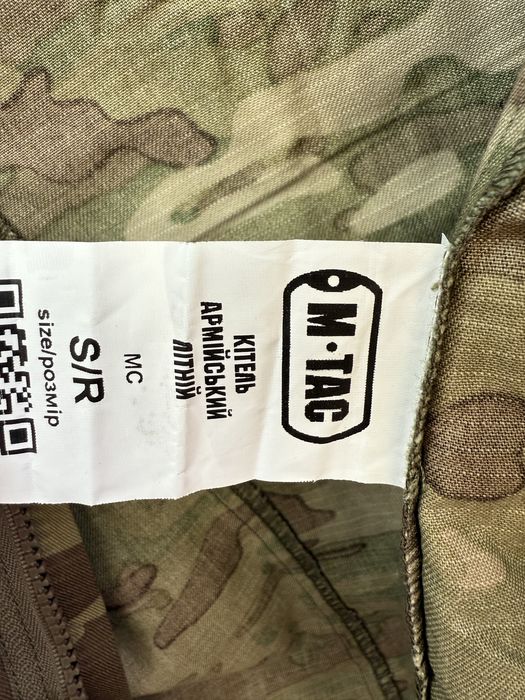 M·TAC
КІТЕЛЬ
АРМІЙСЬКИЙ
ЛІТНІЙ
MC
S/R
size/розмір